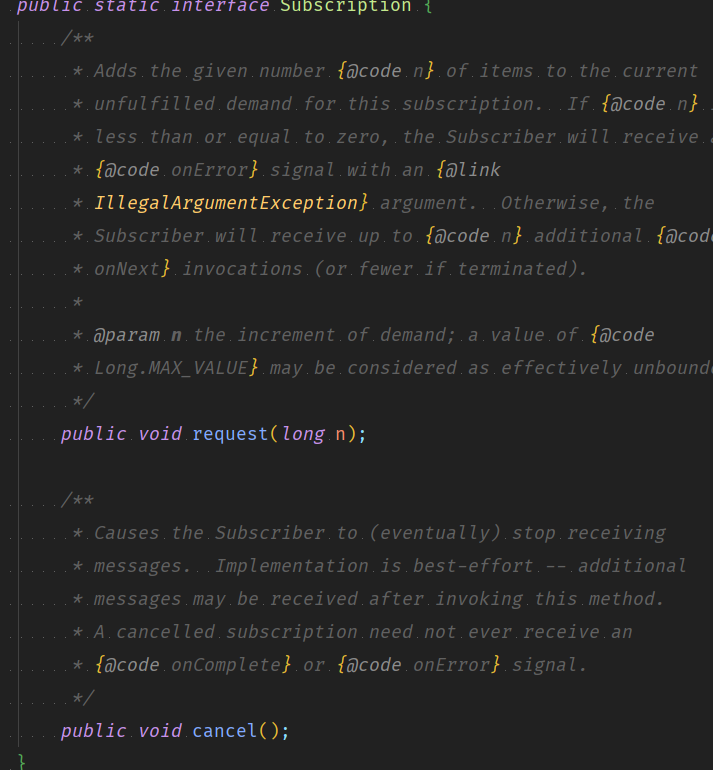 public static interface Subscription {
/**
* Adds the given number {@code n} of items to the current
* unfulfilled demand for this subscription.  If {@code n}
* less than or equal to zero, the Subscriber will receive
* {@code onError} signal with an {@link
* IllegalArgumentException} argument.  Otherwise, the
* Subscriber will receive up to {@code n} additional {@code
* onNext} invocations (or fewer if terminated).
*
* @param n the increment of demand; a value of {@code
* Long.MAX_VALUE} may be considered as effectively unbounde
*/
public void request(long n);
/**
* Causes the Subscriber to (eventually) stop receiving
* messages.  Implementation is best-effort -- additional
* messages may be received after invoking this method.
* A cancelled subscription need not ever receive an
* {@code onComplete} or {@code onError} signal.
*/
public void cancel();
}